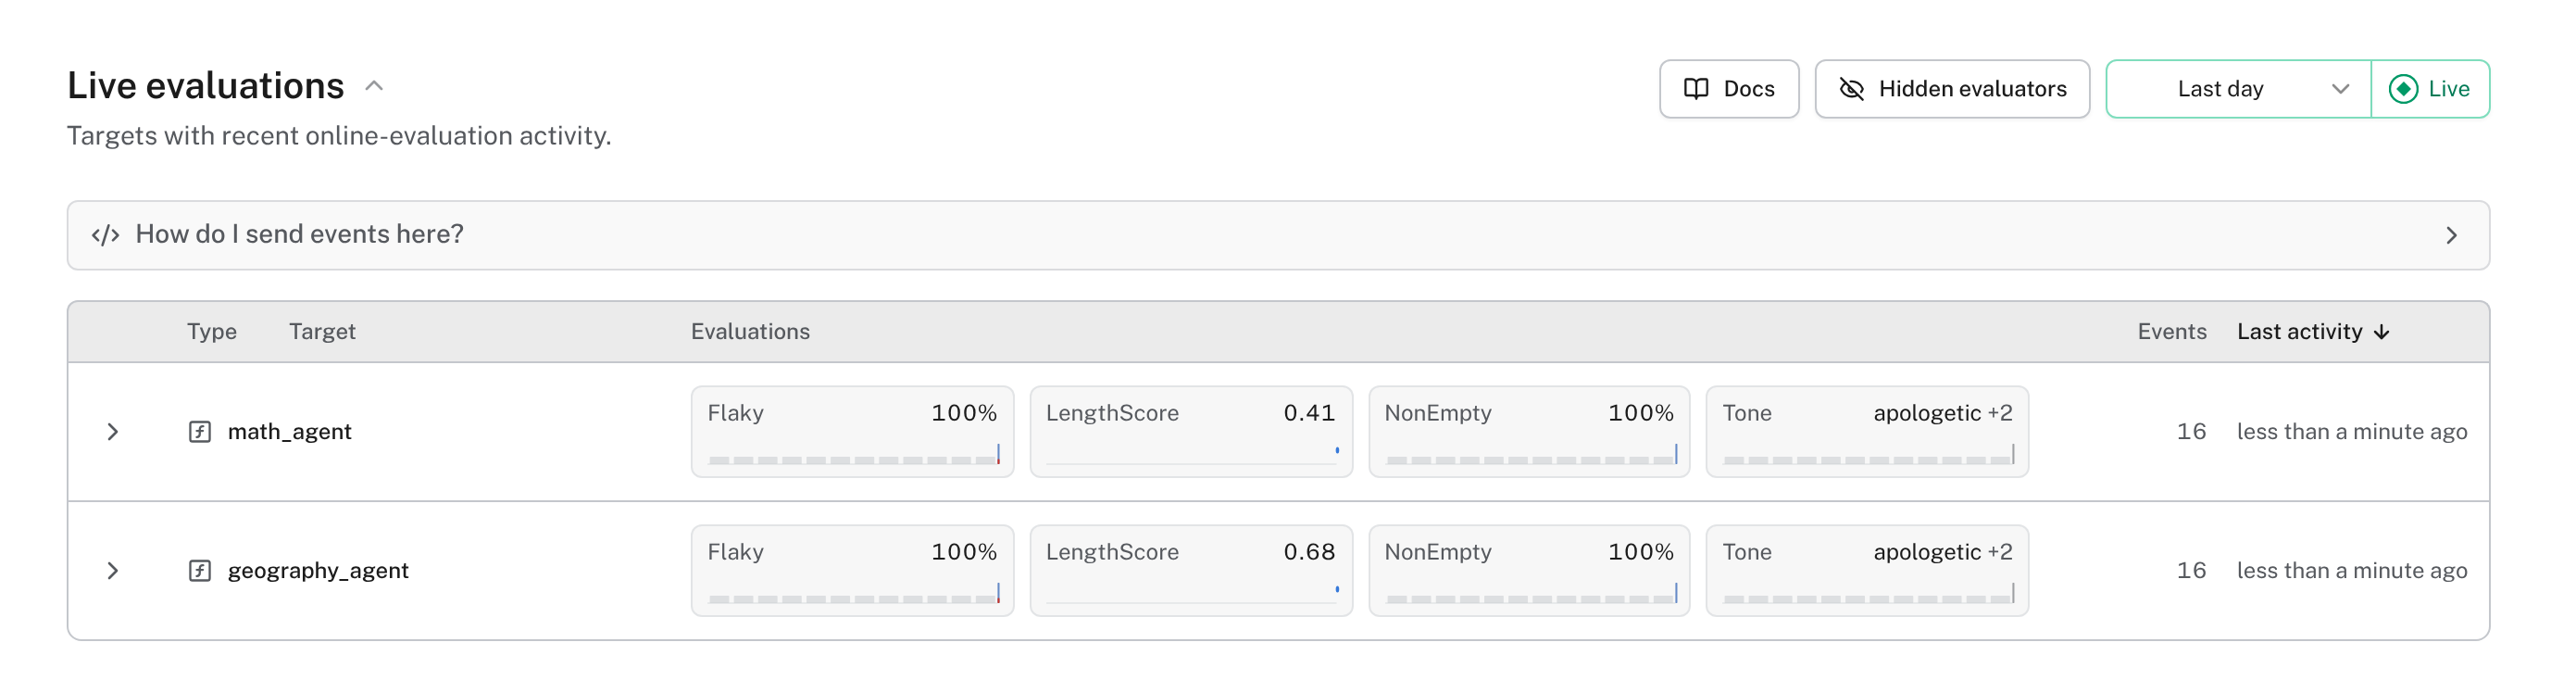 Live evaluations
Targets with recent online-evaluation activity.
Docs
Hidden evaluators
Last day
Live
</> How do I send events here?
Type Target Evaluations Events Last activity
math_agent
Flaky 100%
LengthScore 0.41
NonEmpty 100%
Tone apologetic +2
16 less than a minute ago
geography_agent
Flaky 100%
LengthScore 0.68
NonEmpty 100%
Tone apologetic +2
16 less than a minute ago